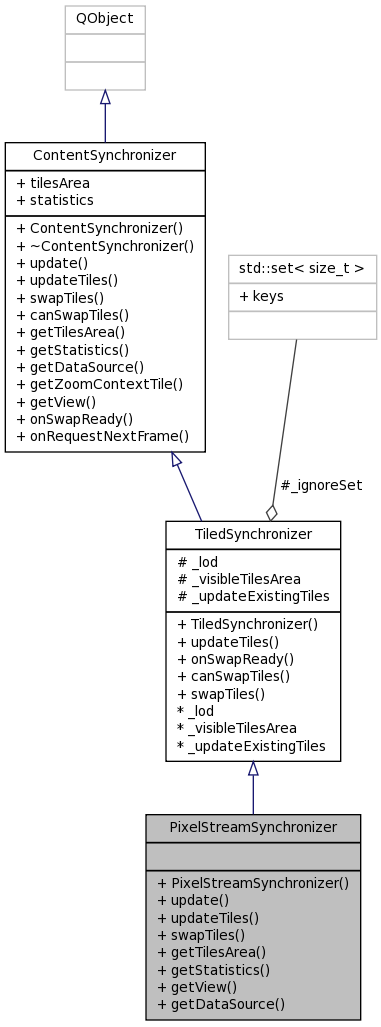 QObject
ContentSynchronizer
+ tilesArea
+ statistics
+ ContentSynchronizer()
+ ~ContentSynchronizer()
+ update()
+ updateTiles()
+ swapTiles()
+ canSwapTiles()
+ getTilesArea()
+ getStatistics()
+ getDataSource()
+ getZoomContextTile()
+ getView()
+ onSwapReady()
+ onRequestNextFrame()
std::set< size_t >
+ keys
#_ignoreSet
TiledSynchronizer
# _lod
# _visibleTilesArea
# _updateExistingTiles
+ TiledSynchronizer()
+ updateTiles()
+ onSwapReady()
+ canSwapTiles()
+ swapTiles()
* _lod
* _visibleTilesArea
* _updateExistingTiles
PixelStreamSynchronizer
+ PixelStreamSynchronizer()
+ update()
+ updateTiles()
+ swapTiles()
+ getTilesArea()
+ getStatistics()
+ getView()
+ getDataSource()